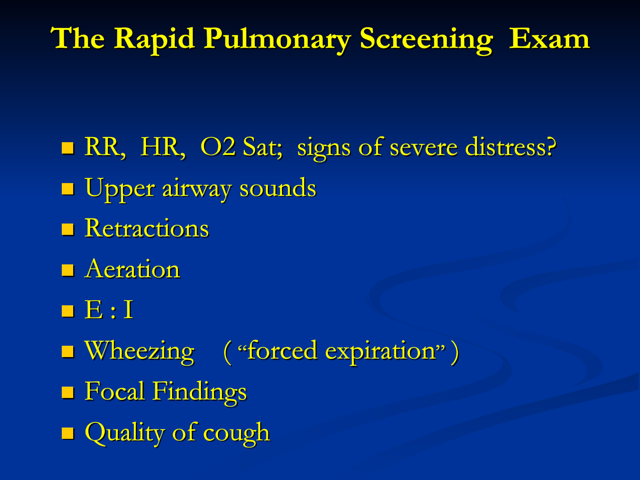 The Rapid Pulmonary Screening Exam
RR, HR, O2 Sat; signs of severe distress?
Upper airway sounds
Retractions
Aeration
E : I
Wheezing ( “forced expiration” )
Focal Findings
Quality of cough